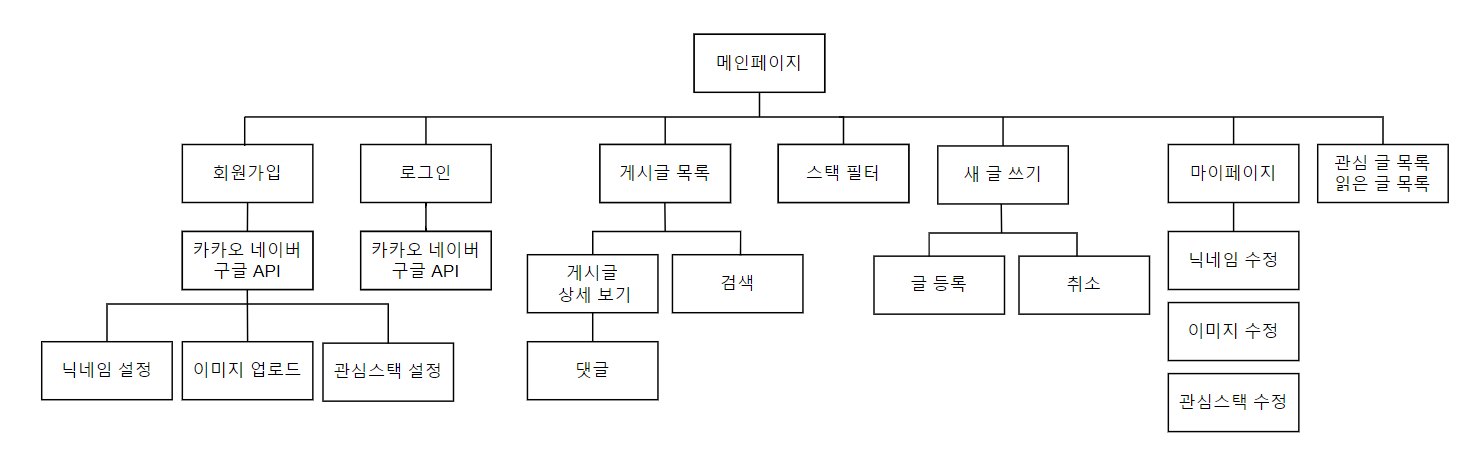 메인페이지
회원가입
로그인
게시글 목록
스택 필터
새 글 쓰기
마이페이지
관심 글 목록
읽은 글 목록
카카오 네이버
구글 API
카카오 네이버
구글 API
게시글
상세 보기
검색
글 등록
취소
닉네임 수정
이미지 수정
닉네임 설정
이미지 업로드
관심스택 설정
댓글
관심스택 수정